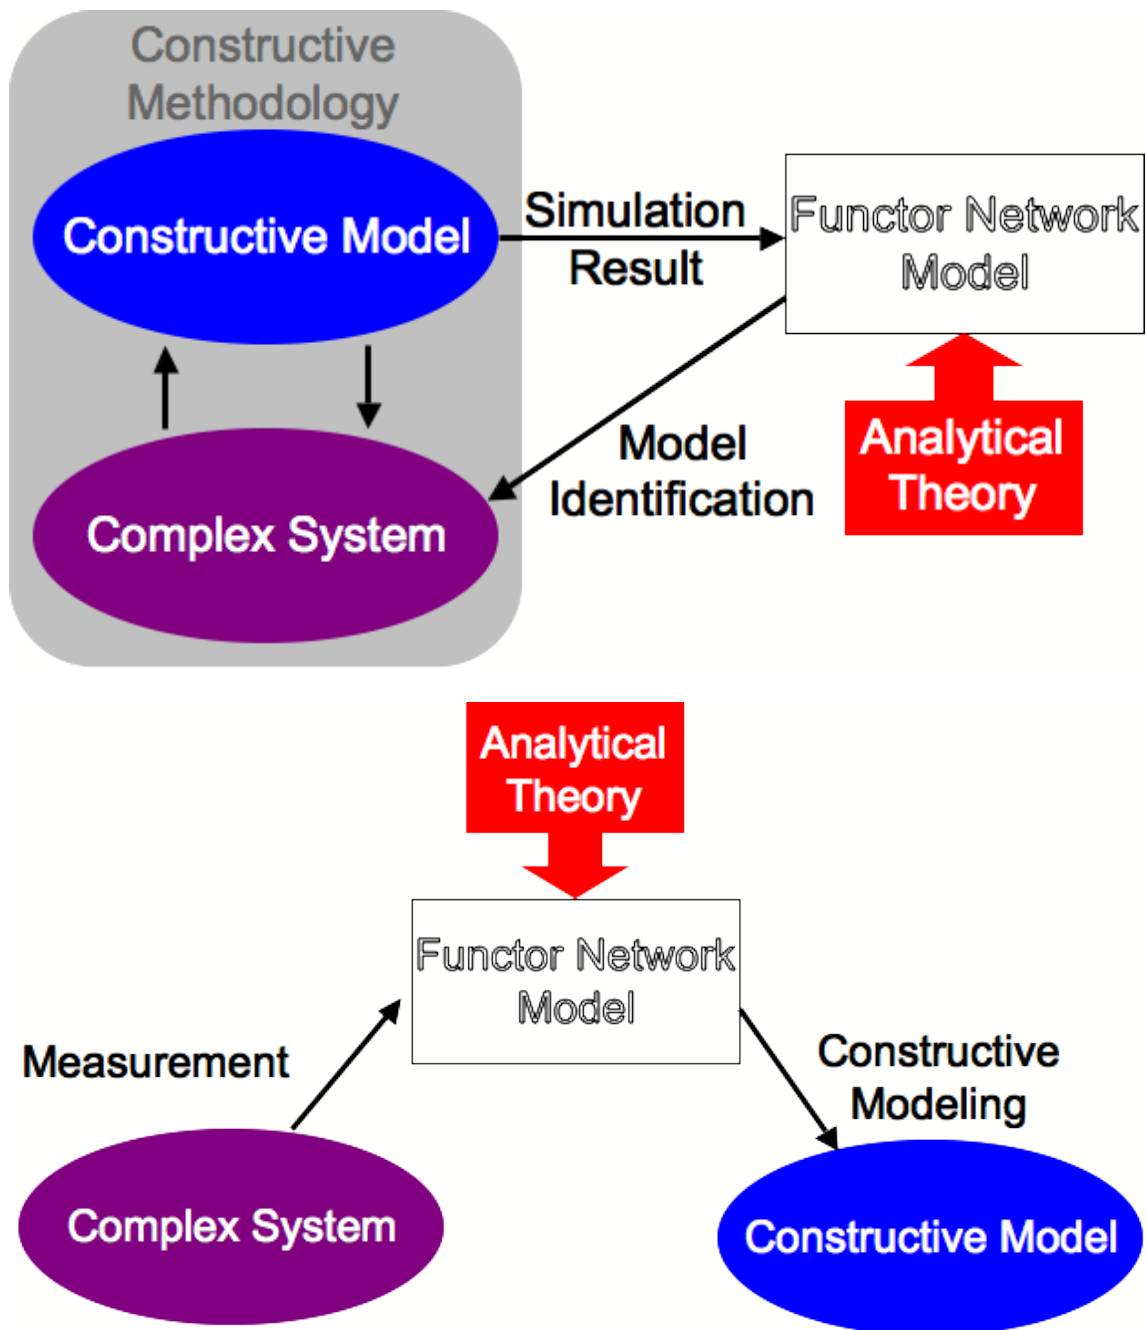 Constructive
Methodology
Constructive Model
Simulation
Result
Functor Network
Model
Analytical
Theory
Model
Identification
Complex System
Analytical
Theory
Functor Network
Model
Measurement
Constructive
Modeling
Complex System
Constructive Model